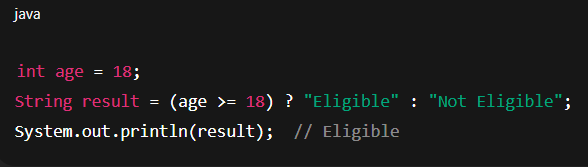 java
int age = 18;
String result = (age >= 18) ? "Eligible" : "Not Eligible";
System.out.println(result);  // Eligible